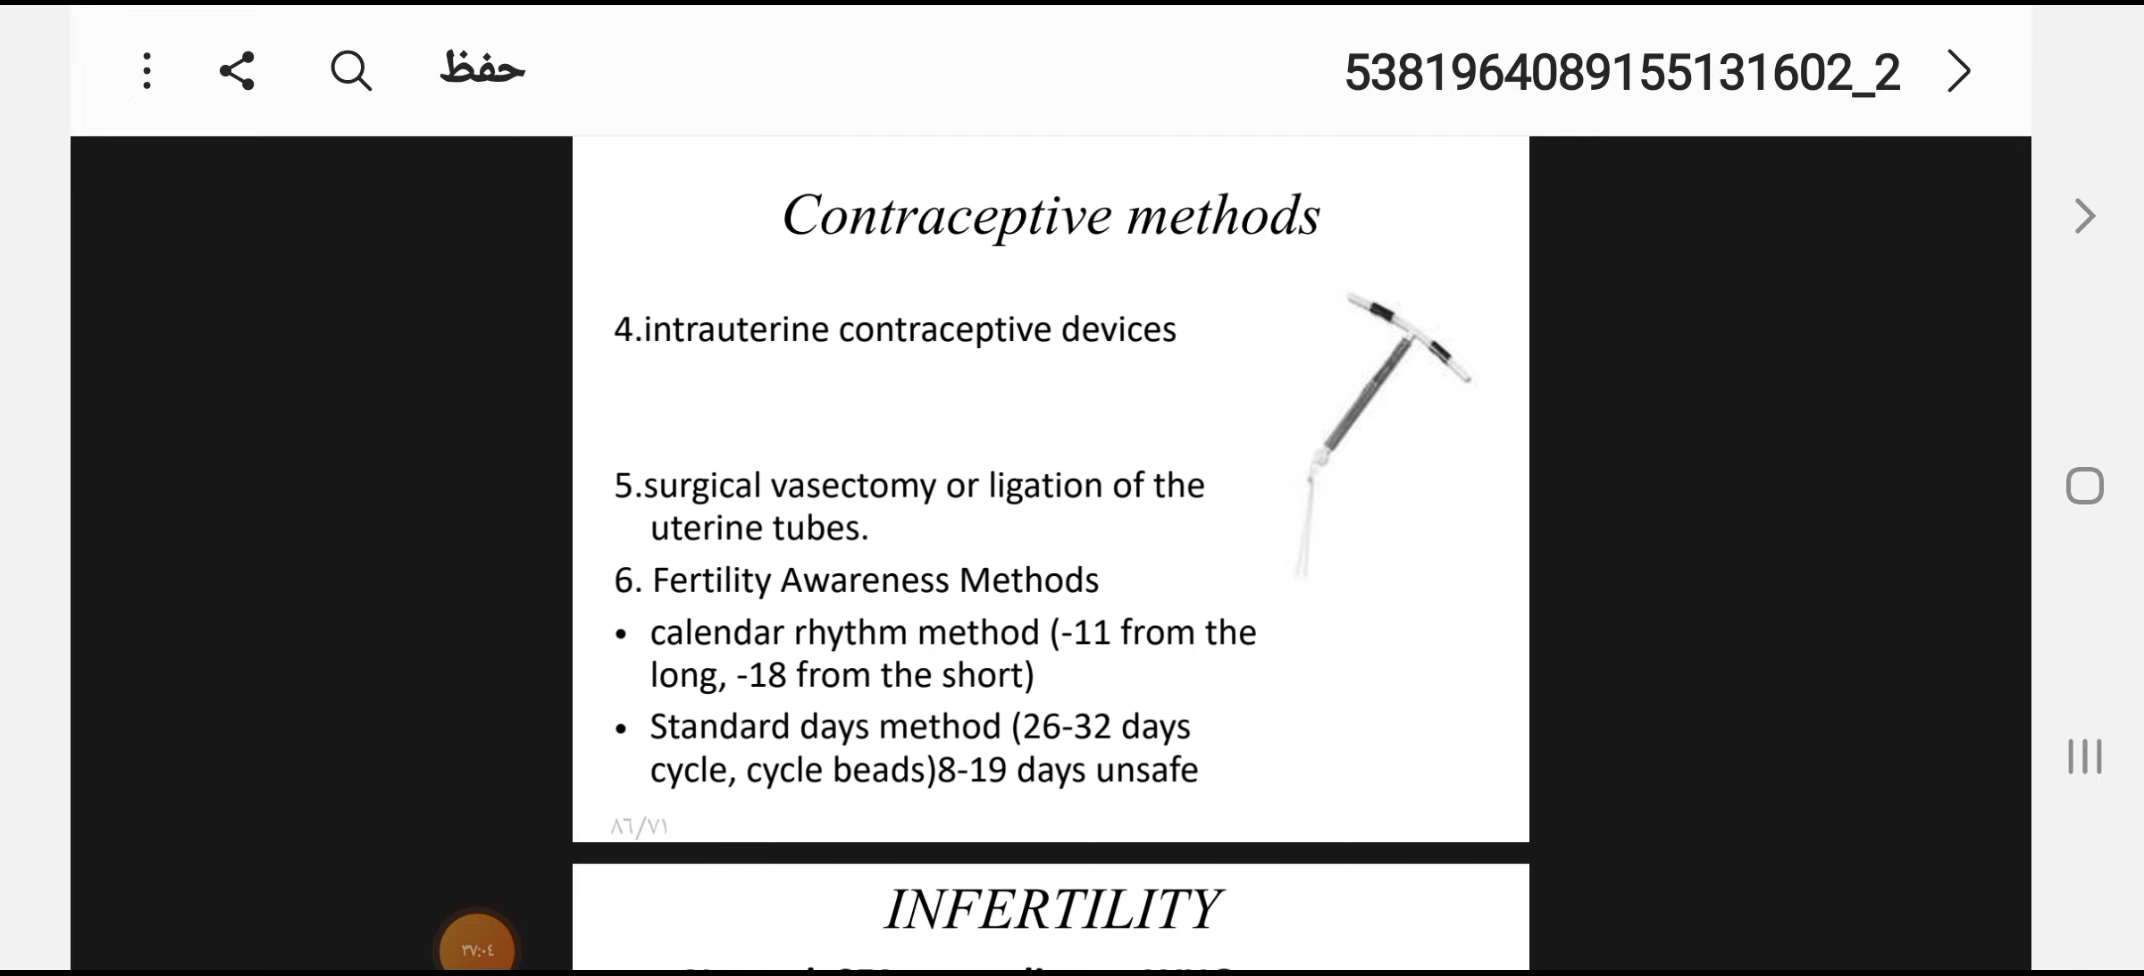 حفظ
5381964089155131602_2
Contraceptive methods
4.intrauterine contraceptive devices
5.surgical vasectomy or ligation of the
uterine tubes.
6. Fertility Awareness Methods
• calendar rhythm method (-11 from the
long, -18 from the short)
• Standard days method (26-32 days
cycle, cycle beads)8-19 days unsafe
٨٦/٧١
INFERTILITY
٣٧:٠٤